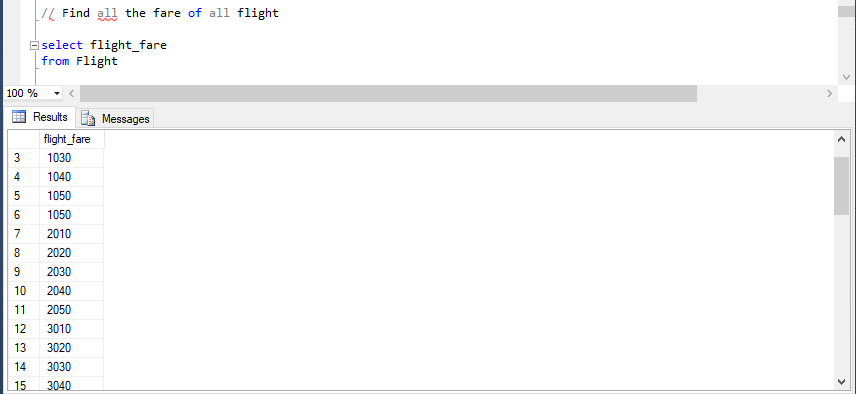 // Find all the fare of all flight
select flight_fare
from Flight
100 %
Results Messages
flight_fare
3 1030
4 1040
5 1050
6 1050
7 2010
8 2020
9 2030
10 2040
11 2050
12 3010
13 3020
14 3030
15 3040